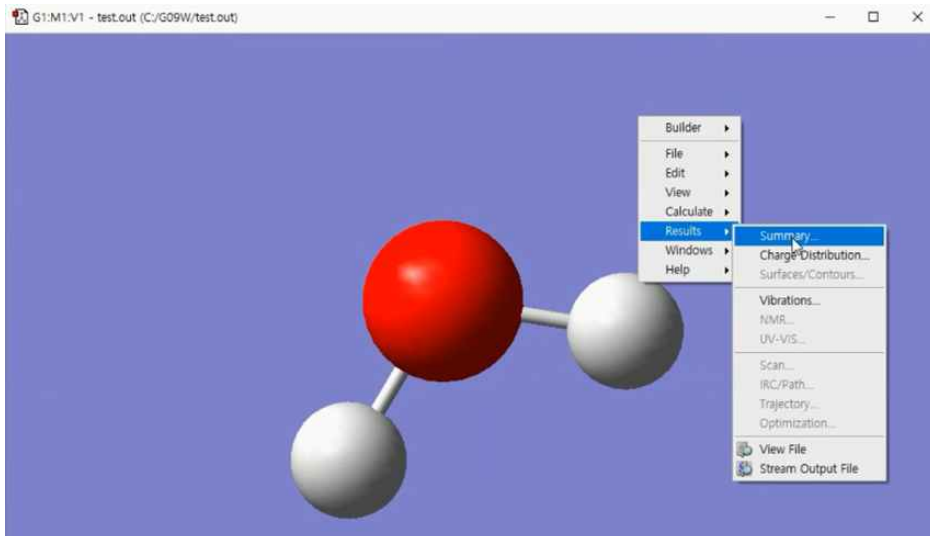 G1:M1:V1 - test.out (C:/G09W/test.out)
Builder
File
Edit
View
Calculate
Results
Windows
Help
Summary...
Charge Distribution...
Surfaces/Contours...
Vibrations...
NMR...
UV-VIS...
Scan...
IRC/Path...
Trajectory...
Optimization...
View File
Stream Output File